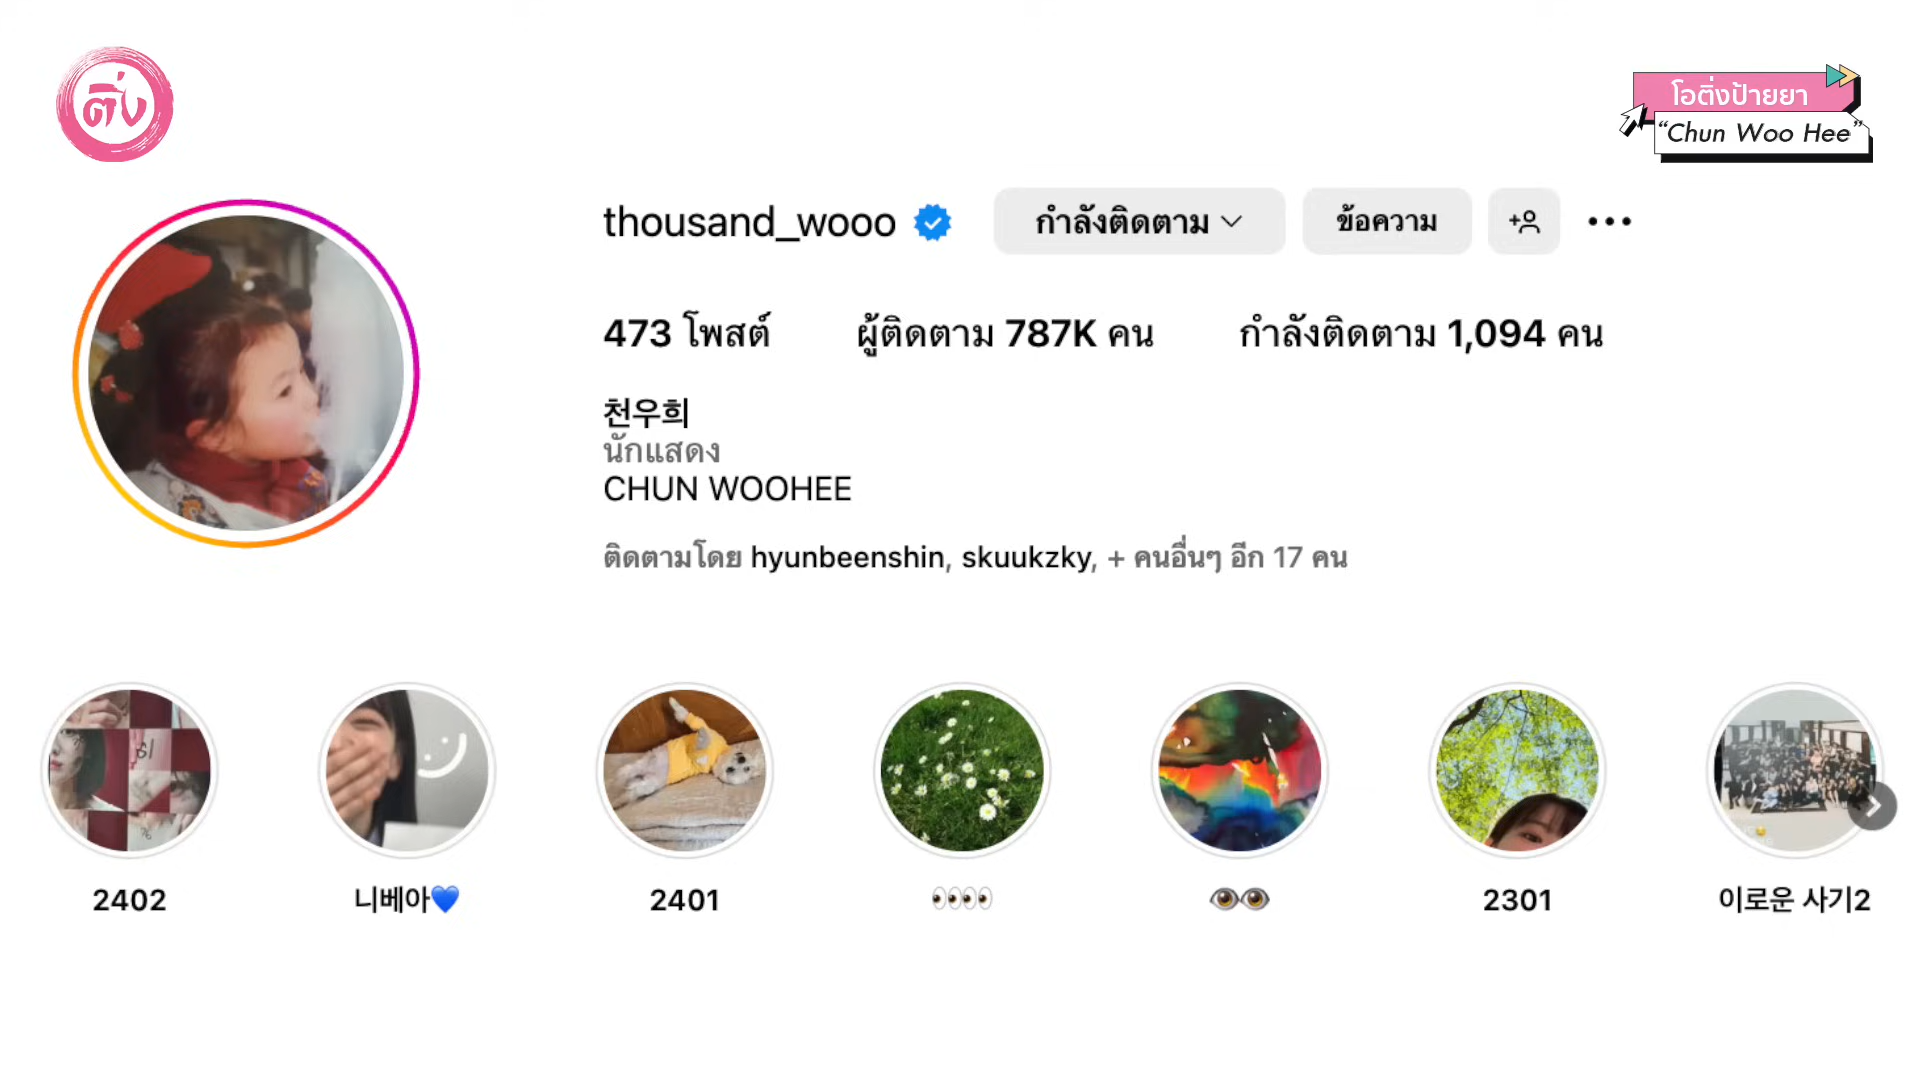 ติ่ง
โอติ่งป้ายยา
“Chun Woo Hee”
thousand_wooo กำลังติดตาม ข้อความ
473 โพสต์ ผู้ติดตาม 787K คน กำลังติดตาม 1,094 คน
천우희
นักแสดง
CHUN WOOHEE
ติดตามโดย hyunbeenshin, skuukzky, + คนอื่นๆ อีก 17 คน
2402 니베아💙 2401 👀👀 👁️👁️ 2301 이로운 사기2